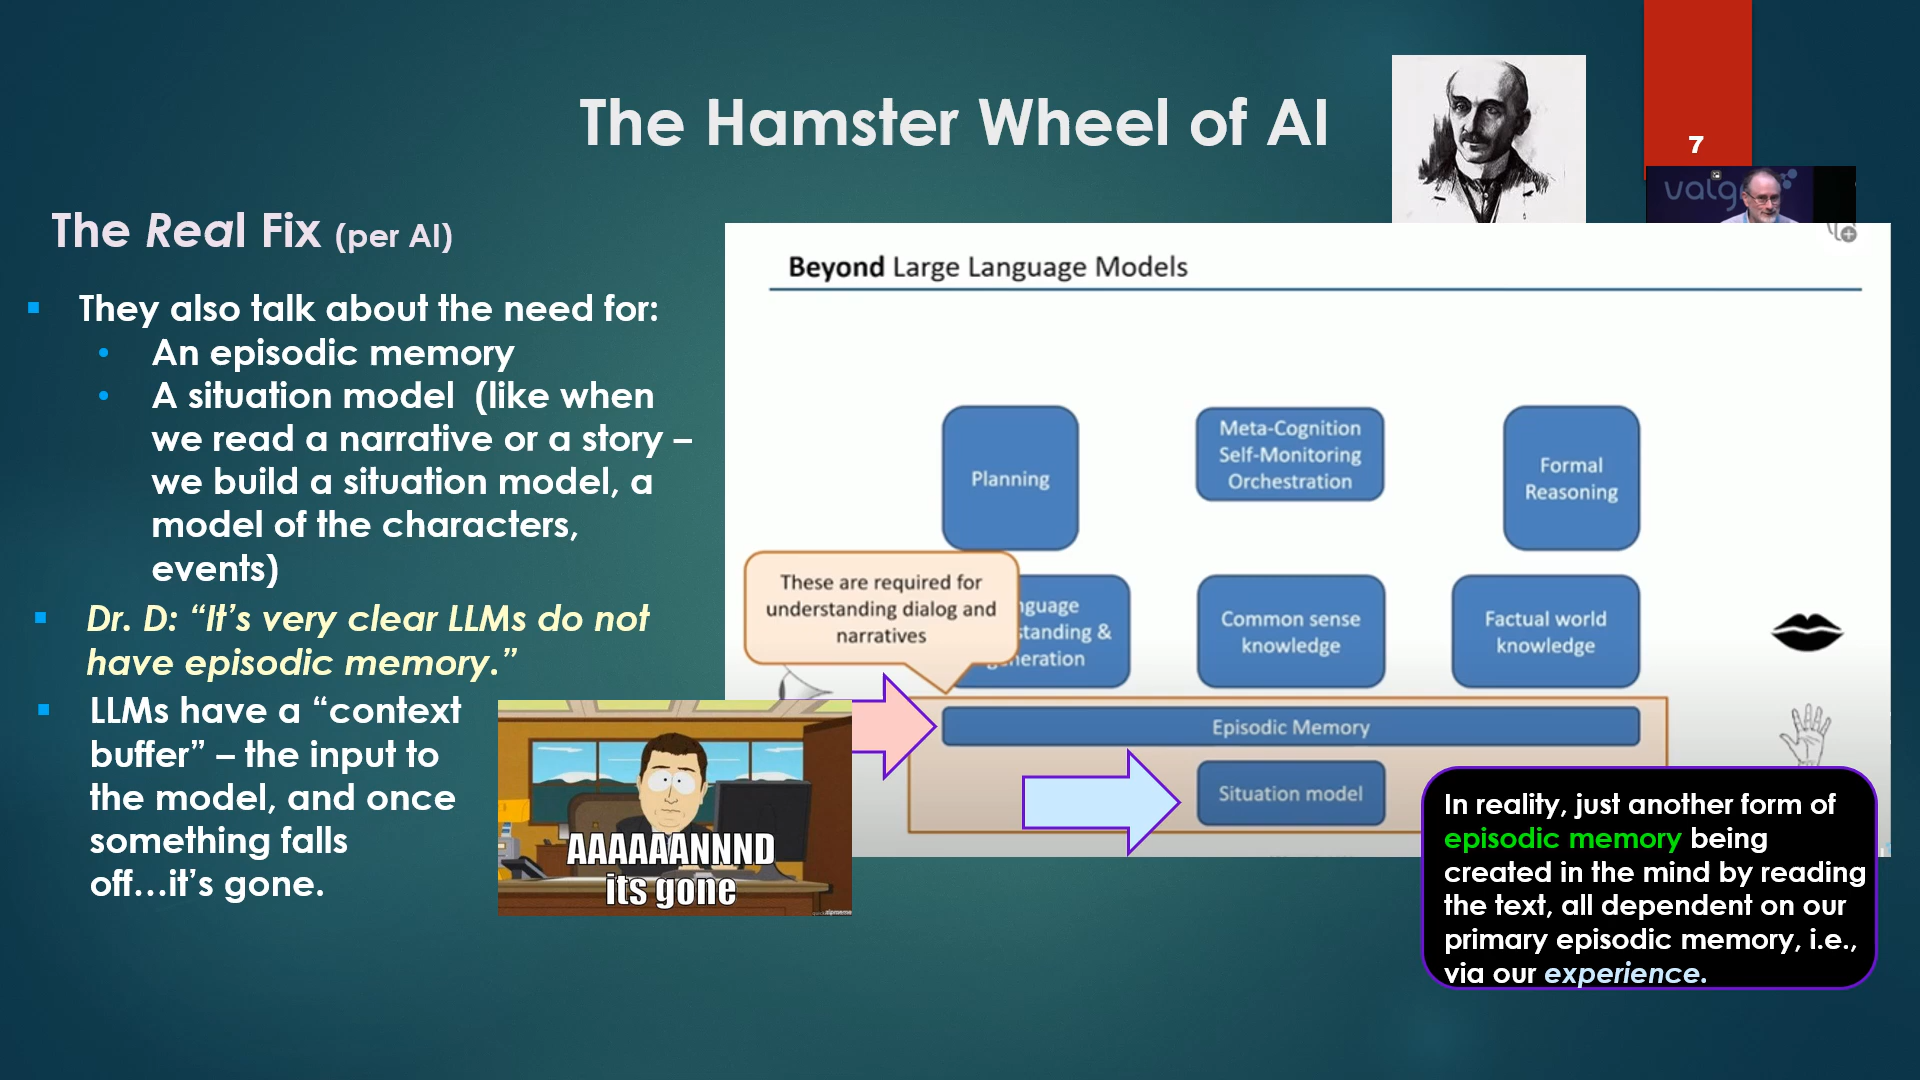 The Hamster Wheel of AI
7
The Real Fix (per AI)
▪ They also talk about the need for:
• An episodic memory
• A situation model (like when
we read a narrative or a story –
we build a situation model, a
model of the characters,
events)
▪ Dr. D: “It’s very clear LLMs do not
have episodic memory.”
▪ LLMs have a “context
buffer” – the input to
the model, and once
something falls
off…it’s gone.
AAAAAANNND
its gone
Beyond Large Language Models
Planning
Meta-Cognition
Self-Monitoring
Orchestration
Formal
Reasoning
These are required for
understanding dialog and
narratives
nguage
standing &
neration
Common sense
knowledge
Factual world
knowledge
Episodic Memory
Situation model
In reality, just another form of
episodic memory being
created in the mind by reading
the text, all dependent on our
primary episodic memory, i.e.,
via our experience.